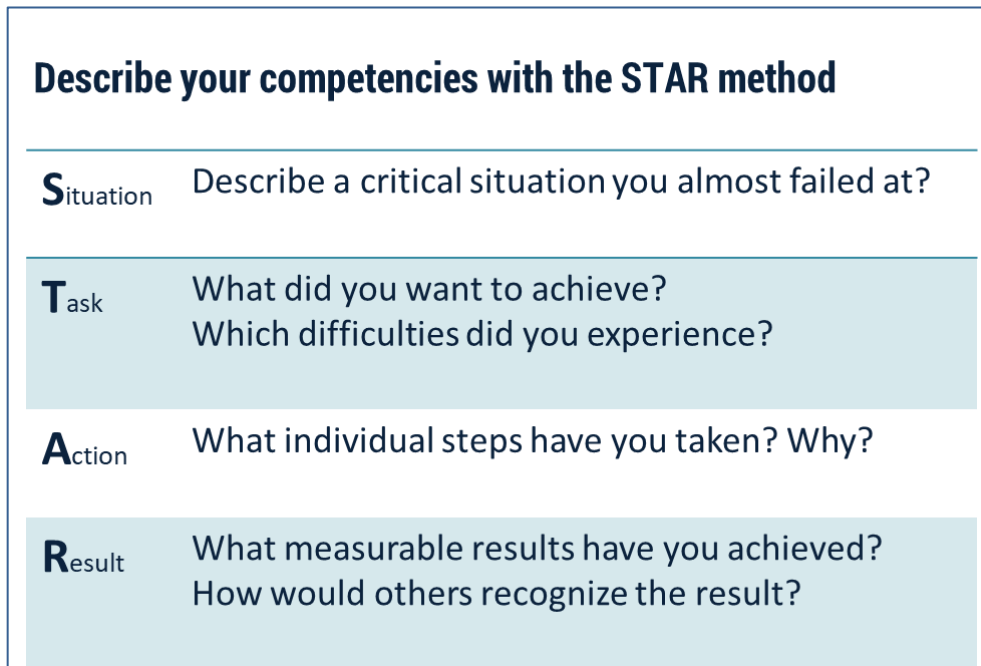 Describe your competencies with the STAR method
Situation Describe a critical situation you almost failed at?
Task What did you want to achieve?
Which difficulties did you experience?
Action What individual steps have you taken? Why?
Result What measurable results have you achieved?
How would others recognize the result?